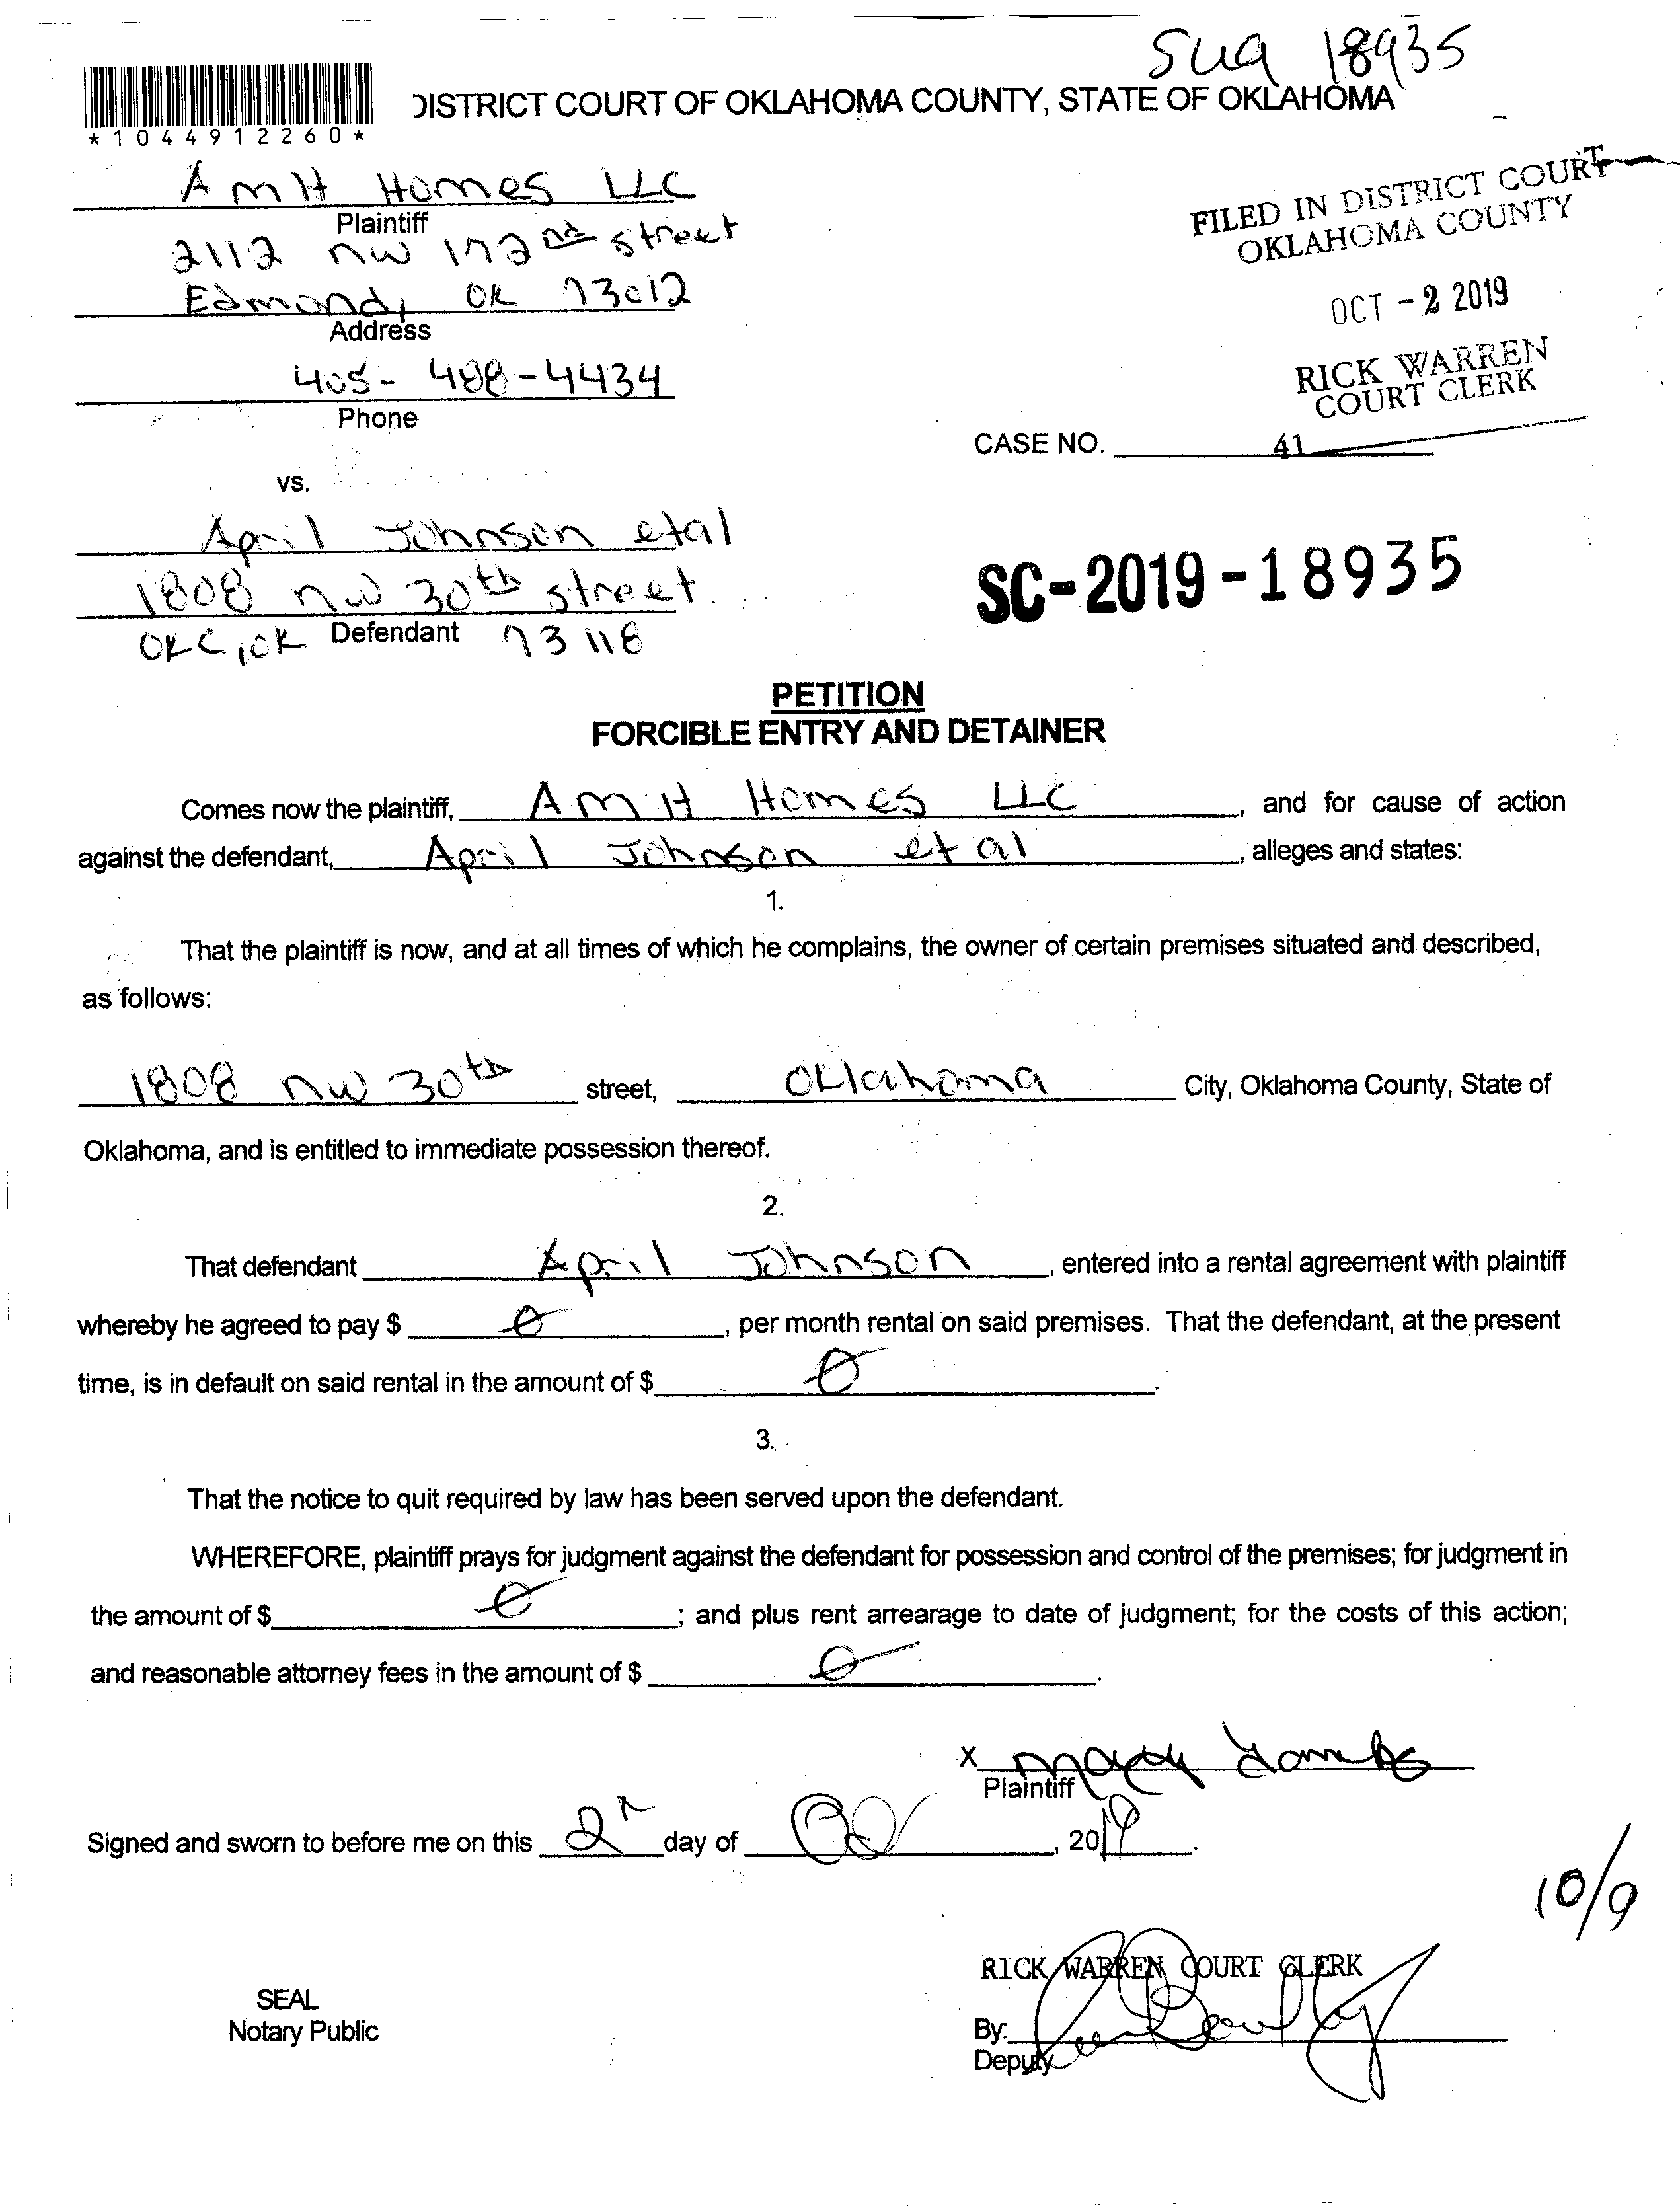 SUA 18935
DISTRICT COURT OF OKLAHOMA COUNTY, STATE OF OKLAHOMA
*1044912260*
AMH Homes LLC
Plaintiff
2112 NW 172nd street
Edmond, OK 73012
Address
405-488-4434
Phone
FILED IN DISTRICT COURT
OKLAHOMA COUNTY
OCT -2 2019
RICK WARREN
COURT CLERK
CASE NO. 41
vs.
April Johnson etal
1808 NW 30th street
OKC, OK Defendant 73118
SC-2019-18935
PETITION
FORCIBLE ENTRY AND DETAINER
Comes now the plaintiff, AMH Homes LLC, and for cause of action
against the defendant, April Johnson et al, alleges and states:
1.
That the plaintiff is now, and at all times of which he complains, the owner of certain premises situated and described,
as follows:
1808 NW 30th street, Oklahoma City, Oklahoma County, State of
Oklahoma, and is entitled to immediate possession thereof.
2.
That defendant April Johnson, entered into a rental agreement with plaintiff
whereby he agreed to pay $ 0, per month rental on said premises. That the defendant, at the present
time, is in default on said rental in the amount of $ 0.
3.
That the notice to quit required by law has been served upon the defendant.
WHEREFORE, plaintiff prays for judgment against the defendant for possession and control of the premises; for judgment in
the amount of $ 0; and plus rent arrearage to date of judgment; for the costs of this action;
and reasonable attorney fees in the amount of $ 0.
X
Plaintiff
Signed and sworn to before me on this 2 day of , 2019.
10/9
RICK WARREN COURT CLERK
SEAL
Notary Public
By:
Deputy